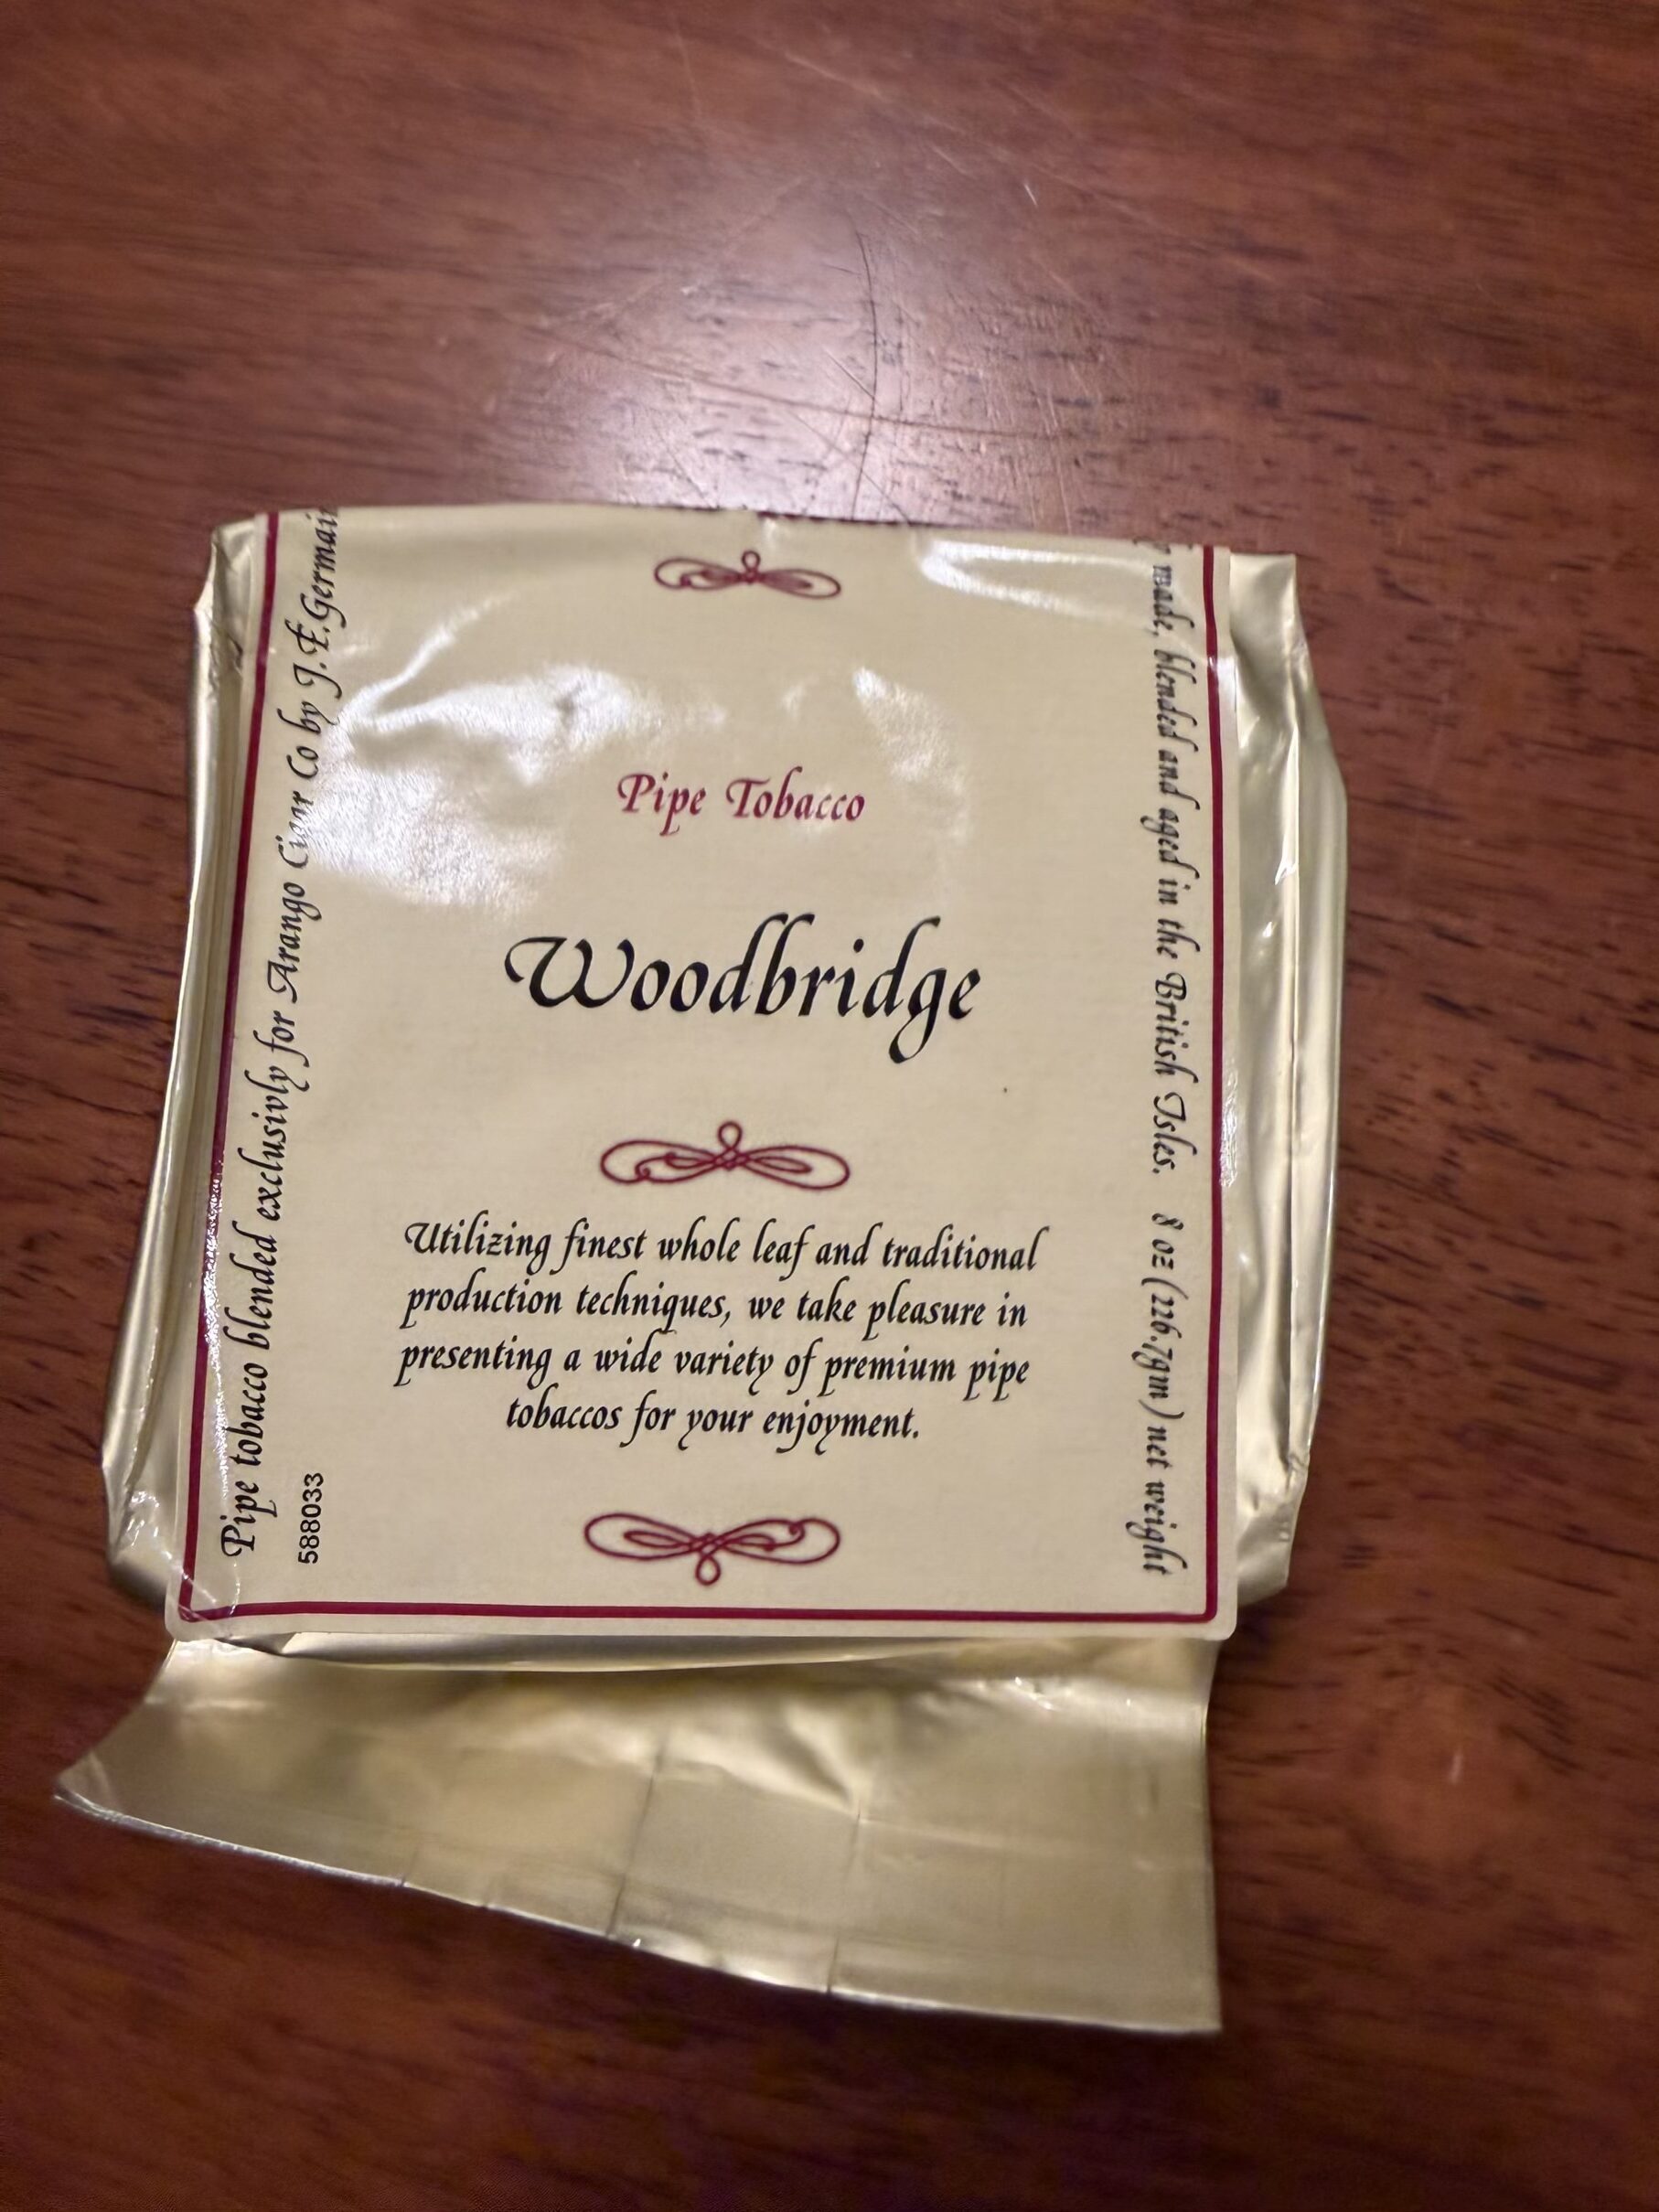 Pipe tobacco blended exclusivly for Arango Cigar Co by J.E.Germain
588033
Pipe Tobacco
Woodbridge
Utilizing finest whole leaf and traditional
production techniques, we take pleasure in
presenting a wide variety of premium pipe
tobaccos for your enjoyment.
made, blended and aged in the British Isles. 8 oz (226.7gm) net weight